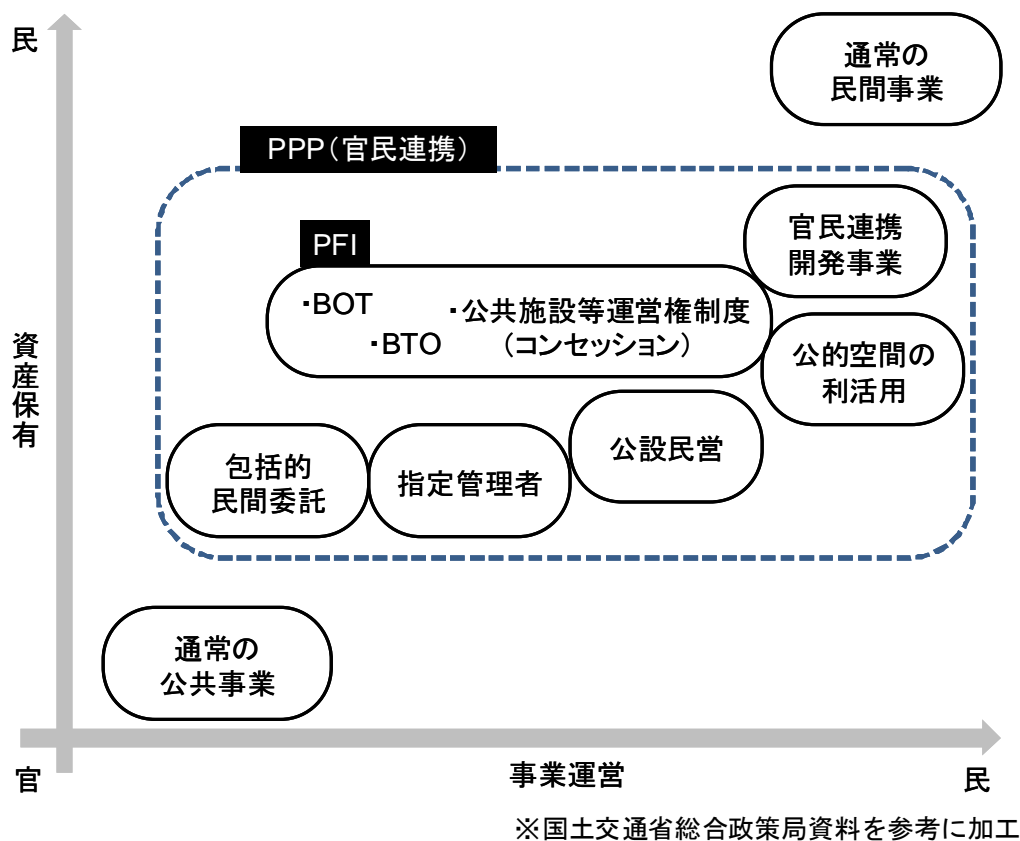 民
通常の
民間事業
PPP（官民連携）
官民連携
開発事業
PFI
・BOT
・公共施設等運営権制度
・BTO
（コンセッション）
資産保有
公的空間の
利活用
公設民営
包括的
民間委託
指定管理者
通常の
公共事業
官
事業運営
民
※国土交通省総合政策局資料を参考に加工